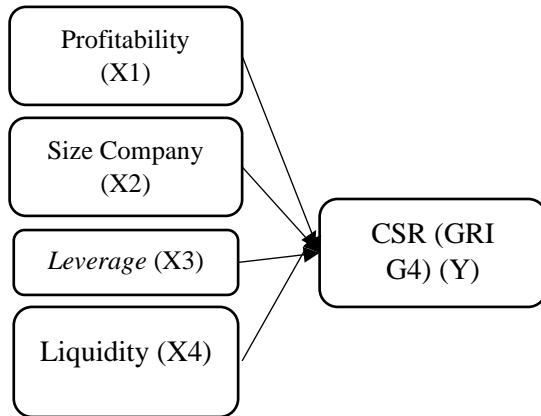 Profitability
(X1)
Size Company
(X2)
Leverage (X3)
CSR (GRI
G4) (Y)
Liquidity (X4)